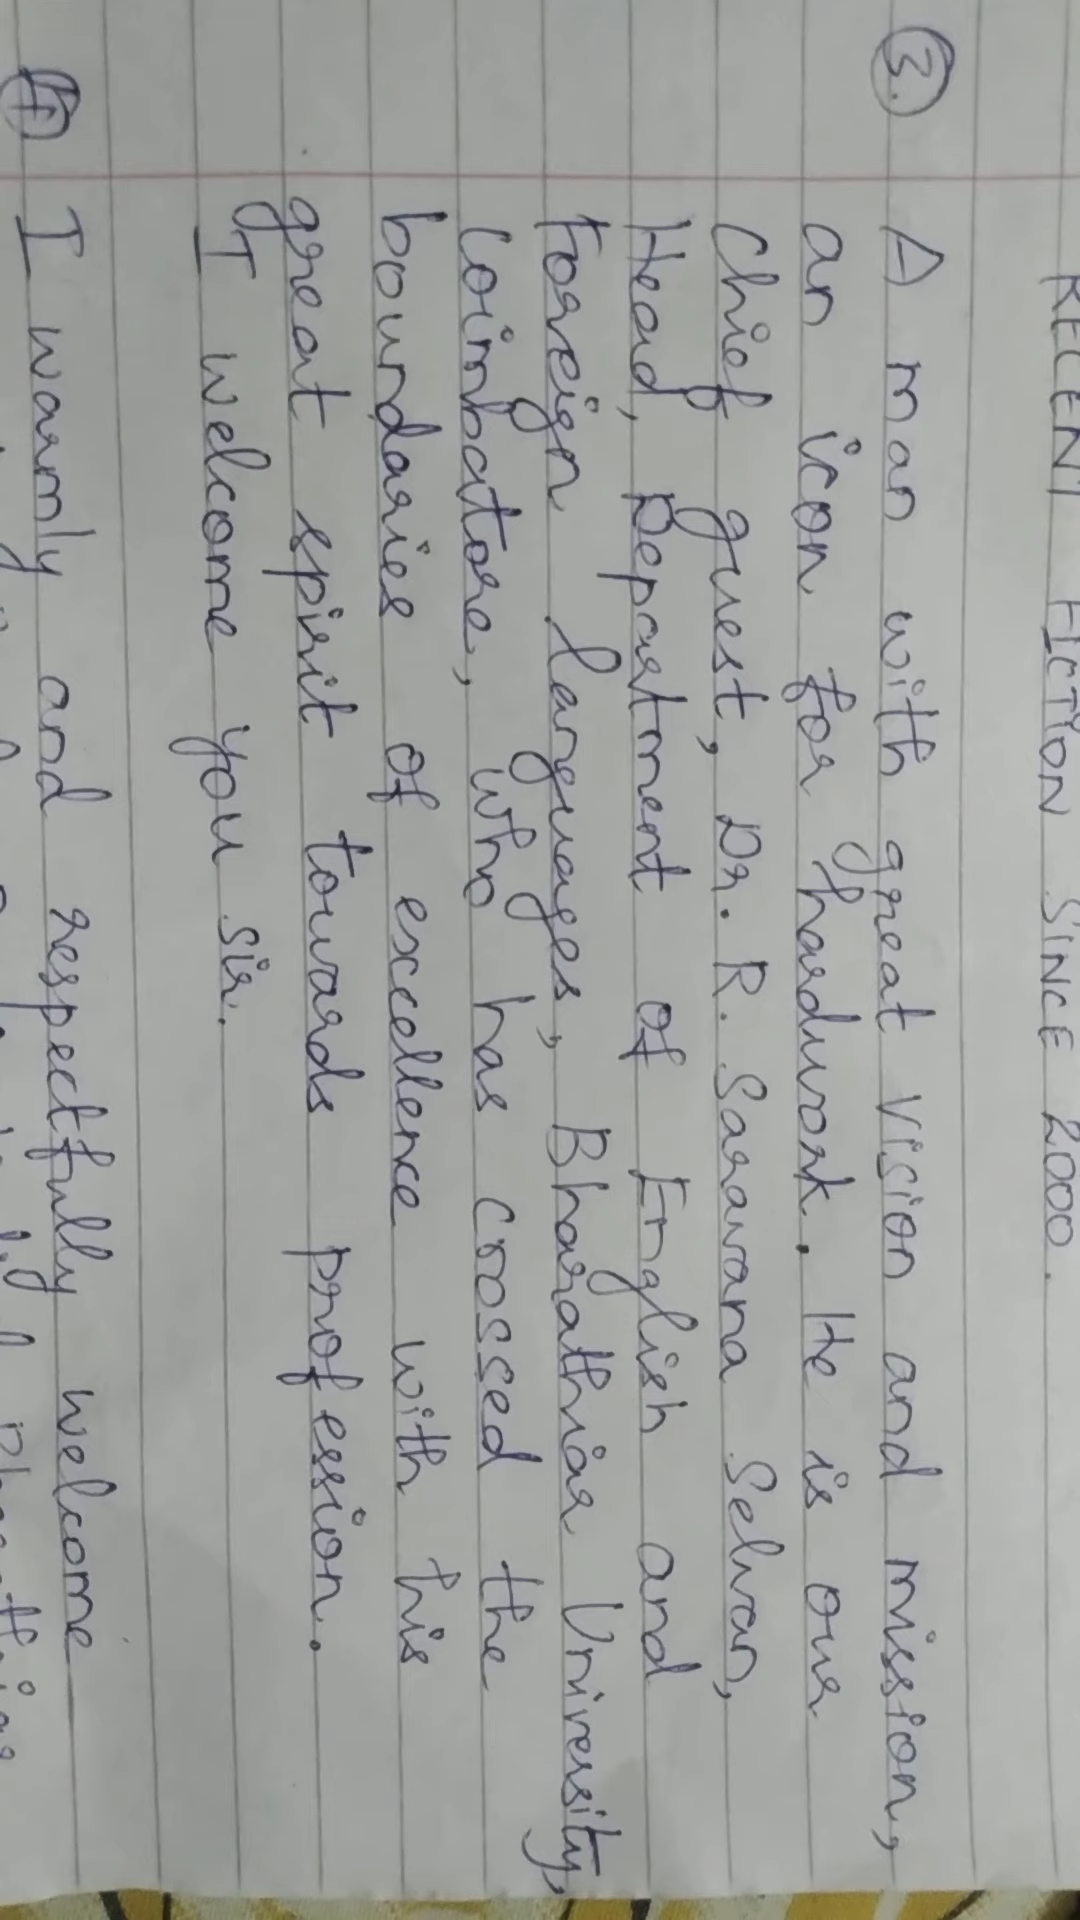 RECENT FICTION SINCE 2000.
3. A man with great vision and mission,
an icon for hardwork. He is our
Chief guest, Dr. R. Saravana Selvan,
Head, Department of English and
Foreign languages, Bharathiar University,
Coimbatore, who has crossed the
boundaries of excellence with his
great spirit towards profession.
I welcome you sir.
4. I warmly and respectfully welcome